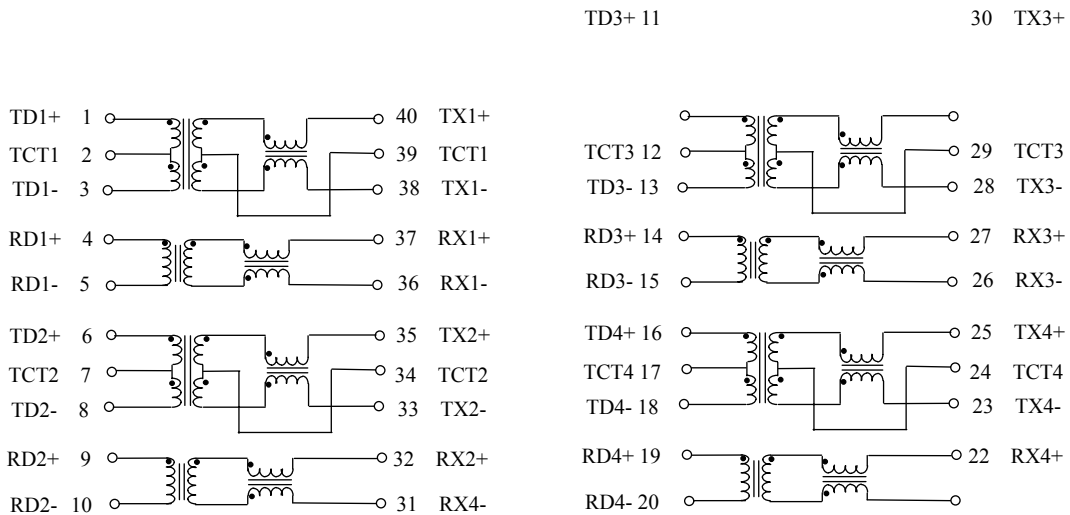 TD3+ 11 30 TX3+
TD1+ 1 40 TX1+
TCT1 2 39 TCT1
TD1- 3 38 TX1-
RD1+ 4 37 RX1+
RD1- 5 36 RX1-
TD2+ 6 35 TX2+
TCT2 7 34 TCT2
TD2- 8 33 TX2-
RD2+ 9 32 RX2+
RD2- 10 31 RX4-
TCT3 12 29 TCT3
TD3- 13 28 TX3-
RD3+ 14 27 RX3+
RD3- 15 26 RX3-
TD4+ 16 25 TX4+
TCT4 17 24 TCT4
TD4- 18 23 TX4-
RD4+ 19 22 RX4+
RD4- 20